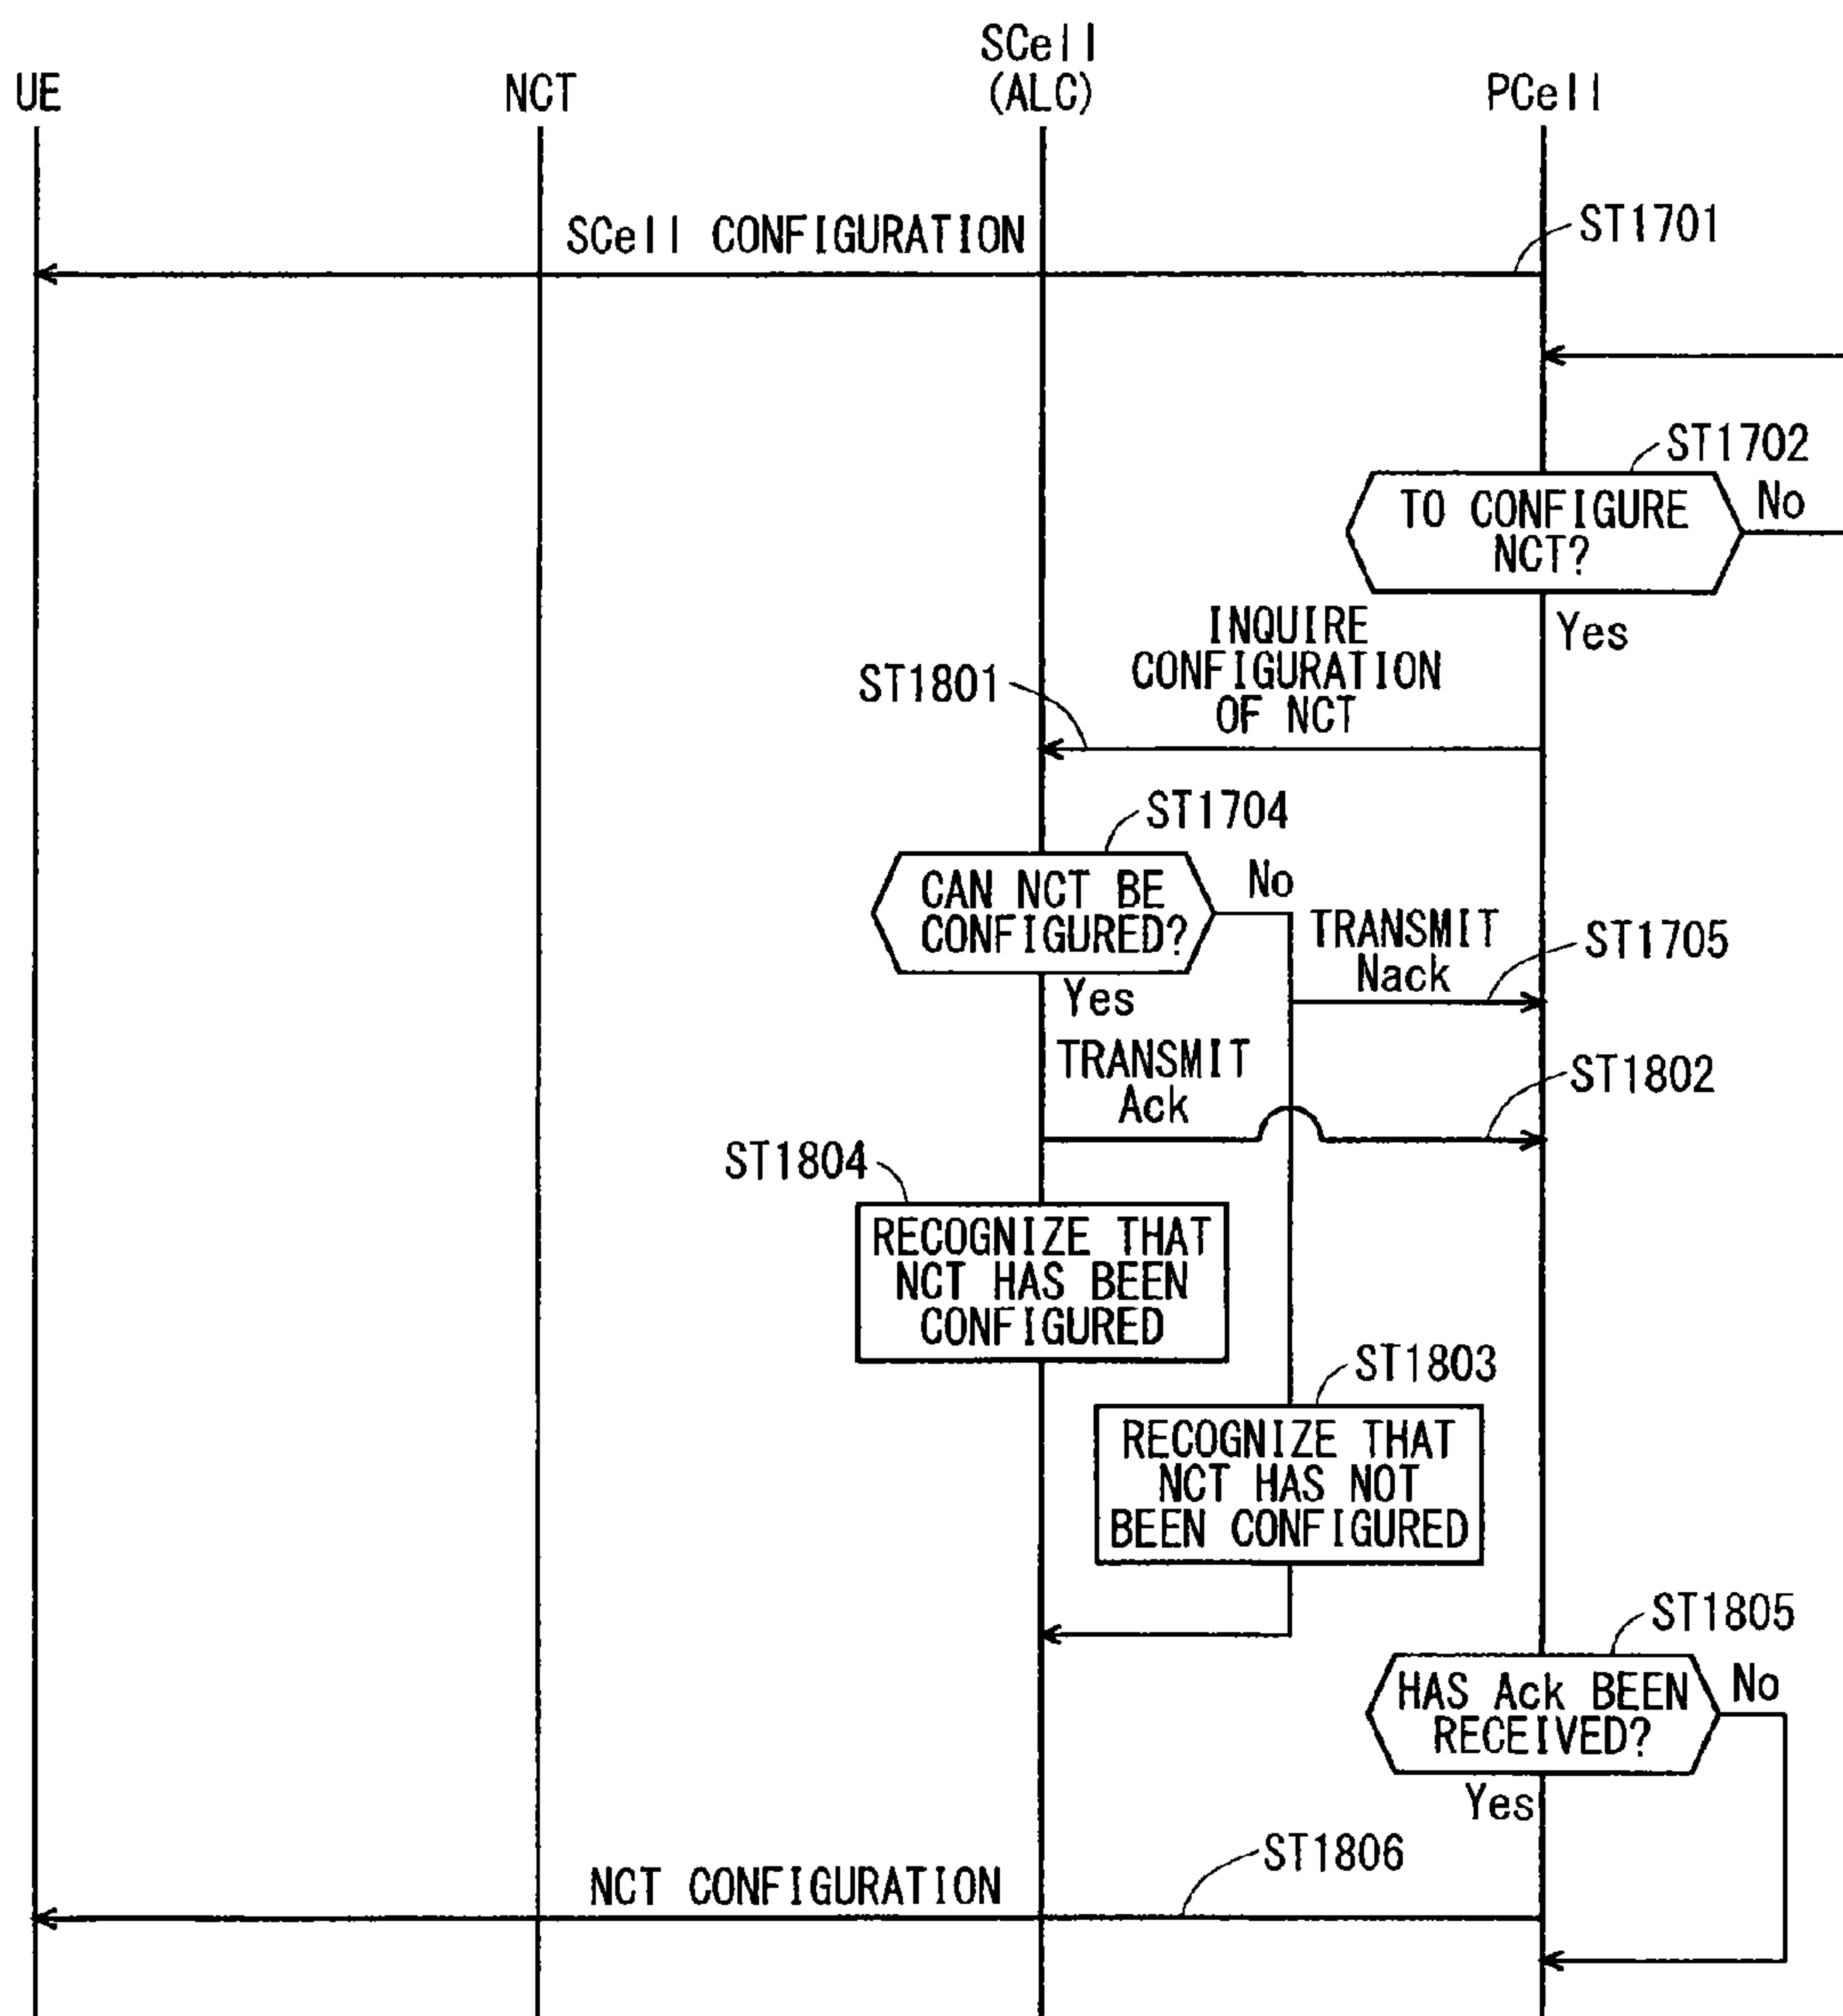 UE
NCT
SCell
(ALC)
PCell
SCell CONFIGURATION
ST1701
ST1702
TO CONFIGURE
NCT?
No
Yes
INQUIRE
CONFIGURATION
OF NCT
ST1801
ST1704
CAN NCT BE
CONFIGURED?
No
Yes
TRANSMIT
Nack
ST1705
TRANSMIT
Ack
ST1802
ST1804
RECOGNIZE THAT
NCT HAS BEEN
CONFIGURED
ST1803
RECOGNIZE THAT
NCT HAS NOT
BEEN CONFIGURED
ST1805
HAS Ack BEEN
RECEIVED?
No
Yes
ST1806
NCT CONFIGURATION